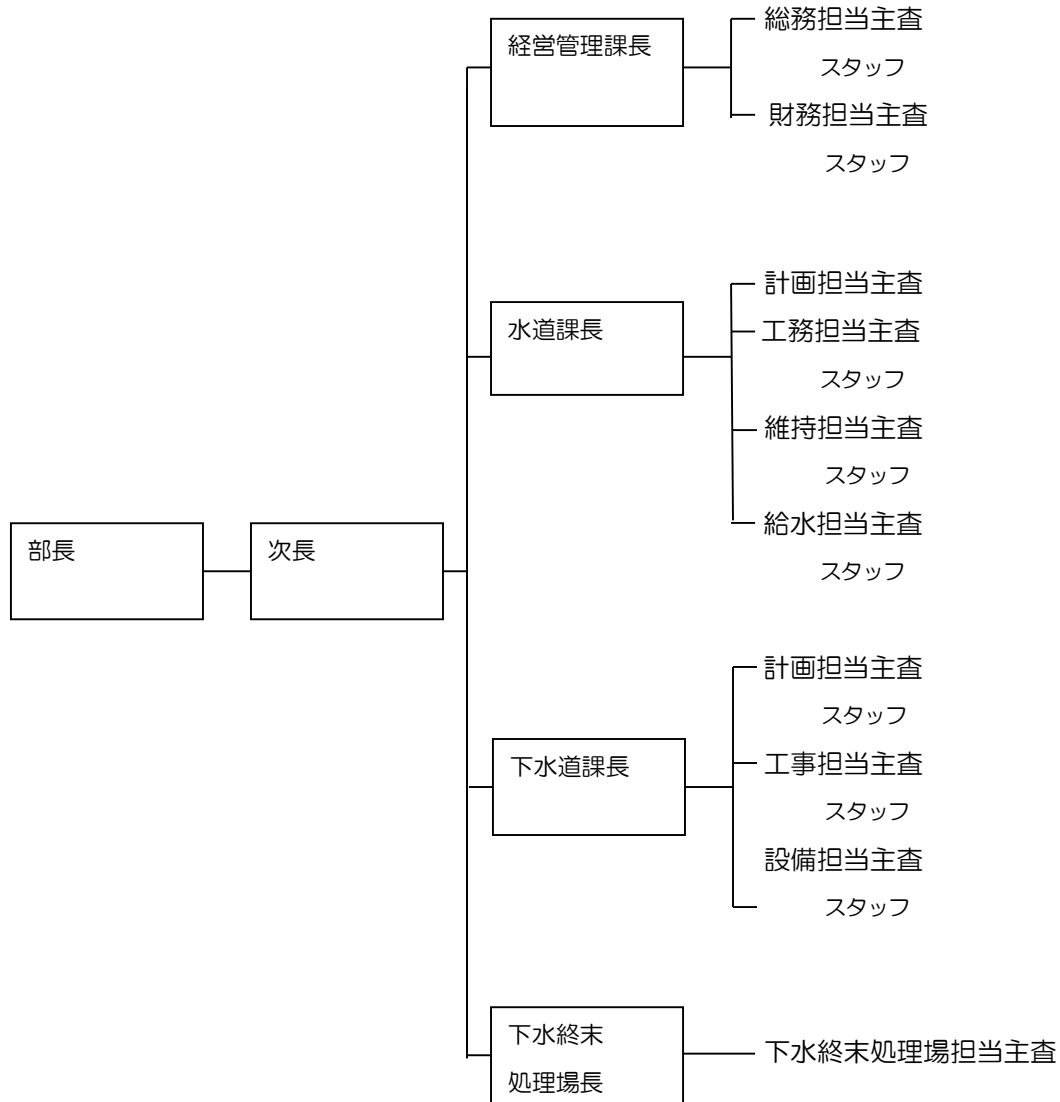 部長
次長
経営管理課長
総務担当主査
スタッフ
財務担当主査
スタッフ
水道課長
計画担当主査
工務担当主査
スタッフ
維持担当主査
スタッフ
給水担当主査
スタッフ
下水道課長
計画担当主査
スタッフ
工事担当主査
スタッフ
設備担当主査
スタッフ
下水終末
処理場長
下水終末処理場担当主査